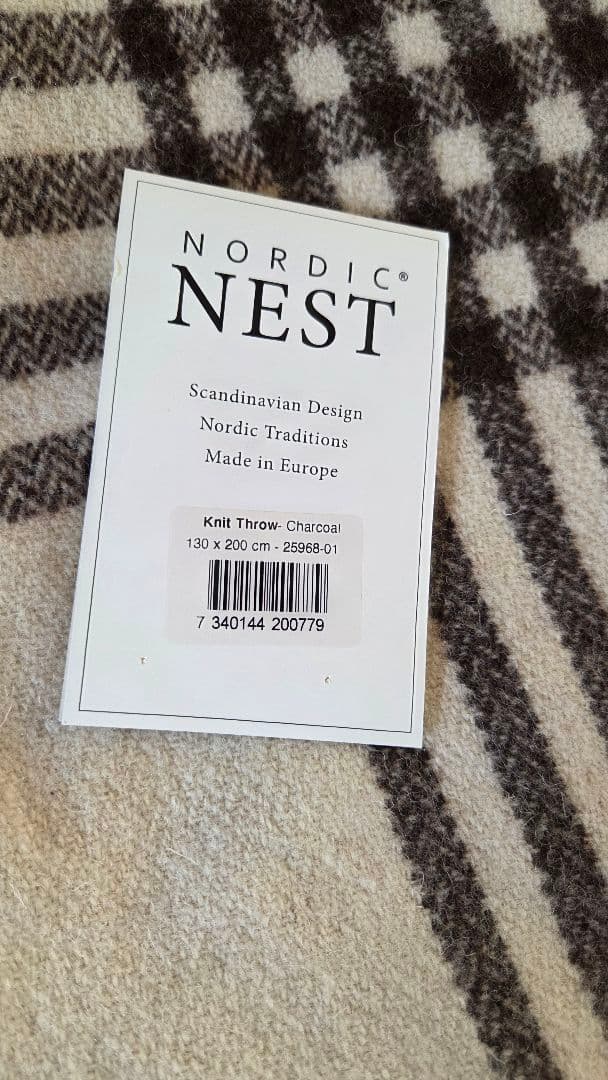 NORDIC®
NEST
Scandinavian Design
Nordic Traditions
Made in Europe
Knit Throw- Charcoal
130 x 200 cm - 25968-01
7 340144 200779